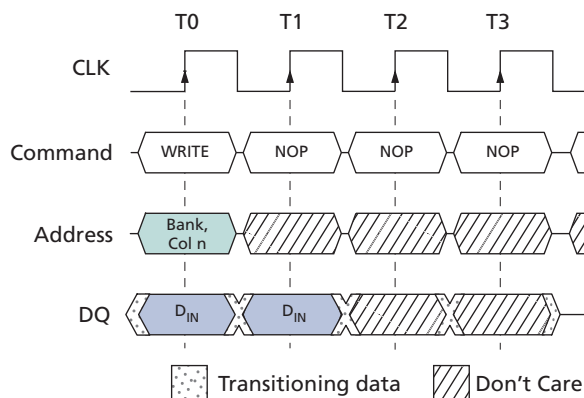 T0 T1 T2 T3
CLK
Command WRITE NOP NOP NOP
Address Bank,
Col n
DQ DIN DIN
Transitioning data Don't Care